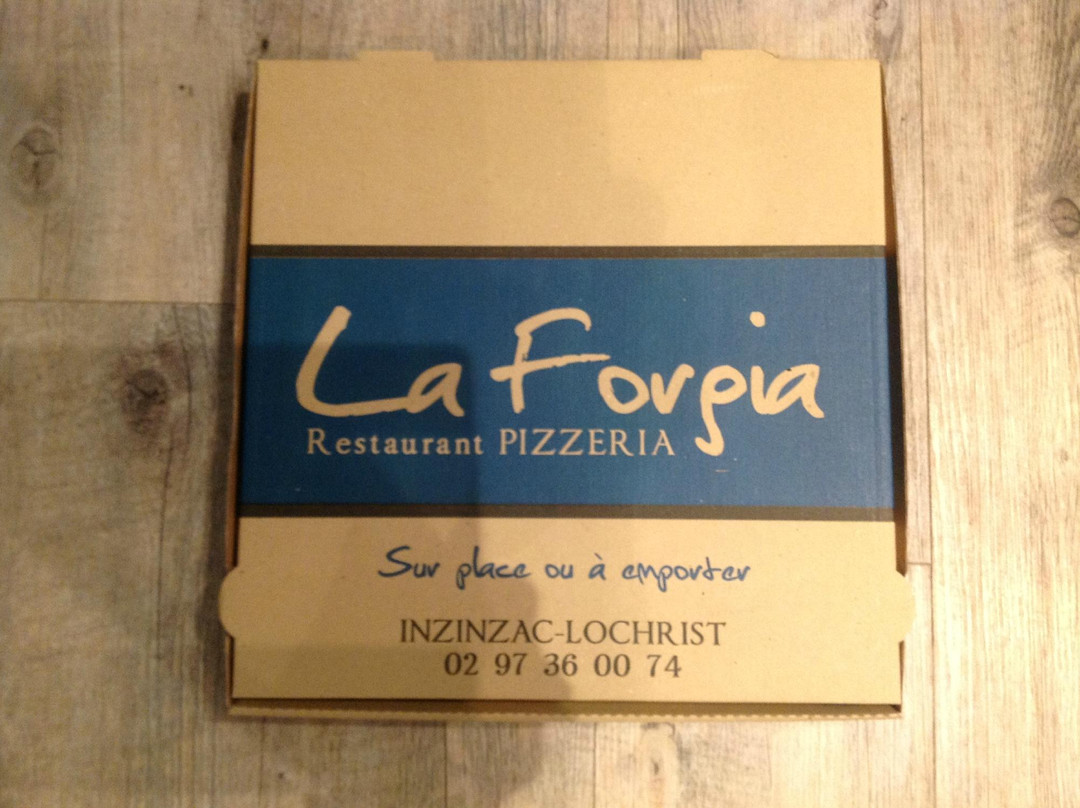 La Forgia
Restaurant PIZZERIA
Sur place ou à emporter
INZINZAC-LOCHRIST
02 97 36 00 74